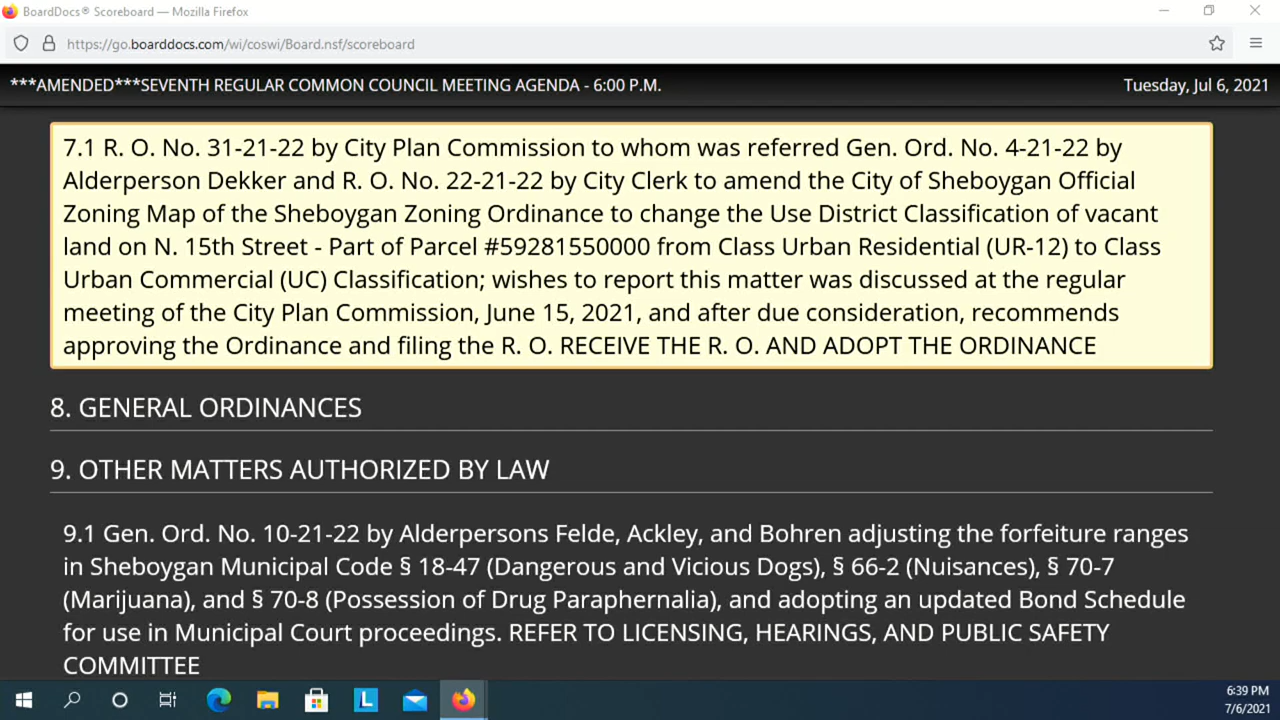 BoardDocs® Scoreboard — Mozilla Firefox
https://go.boarddocs.com/wi/coswi/Board.nsf/scoreboard
***AMENDED***SEVENTH REGULAR COMMON COUNCIL MEETING AGENDA - 6:00 P.M.
Tuesday, Jul 6, 2021
7.1 R. O. No. 31-21-22 by City Plan Commission to whom was referred Gen. Ord. No. 4-21-22 by
Alderperson Dekker and R. O. No. 22-21-22 by City Clerk to amend the City of Sheboygan Official
Zoning Map of the Sheboygan Zoning Ordinance to change the Use District Classification of vacant
land on N. 15th Street - Part of Parcel #59281550000 from Class Urban Residential (UR-12) to Class
Urban Commercial (UC) Classification; wishes to report this matter was discussed at the regular
meeting of the City Plan Commission, June 15, 2021, and after due consideration, recommends
approving the Ordinance and filing the R. O. RECEIVE THE R. O. AND ADOPT THE ORDINANCE
8. GENERAL ORDINANCES
9. OTHER MATTERS AUTHORIZED BY LAW
9.1 Gen. Ord. No. 10-21-22 by Alderpersons Felde, Ackley, and Bohren adjusting the forfeiture ranges
in Sheboygan Municipal Code § 18-47 (Dangerous and Vicious Dogs), § 66-2 (Nuisances), § 70-7
(Marijuana), and § 70-8 (Possession of Drug Paraphernalia), and adopting an updated Bond Schedule
for use in Municipal Court proceedings. REFER TO LICENSING, HEARINGS, AND PUBLIC SAFETY
COMMITTEE
L
6:39 PM
7/6/2021